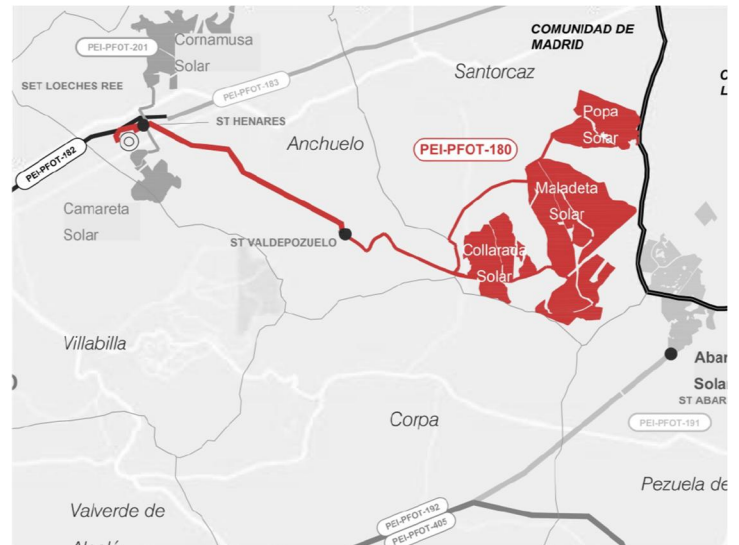 COMUNIDAD DE
MADRID
Cornamusa
Solar
PEI-PFOT-201
Santorcaz
SET LOECHES REE
PEI-PFOT-183
Popa
Solar
ST HENARES
Anchuelo
PEI-PFOT-180
PEI-PFOT-182
Maladeta
Solar
Camareta
Solar
ST VALDEPOZUELO
Collarada
Solar
Villabilla
Abar
Sola
ST ABAR
Corpa
PEI-PFOT-191
Pezuela de
PEI-PFOT-192
PEI-PFOT-405
Valverde de